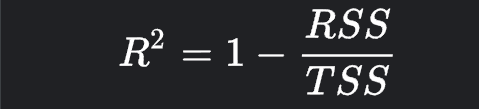 R² = 1 − RSS/TSS